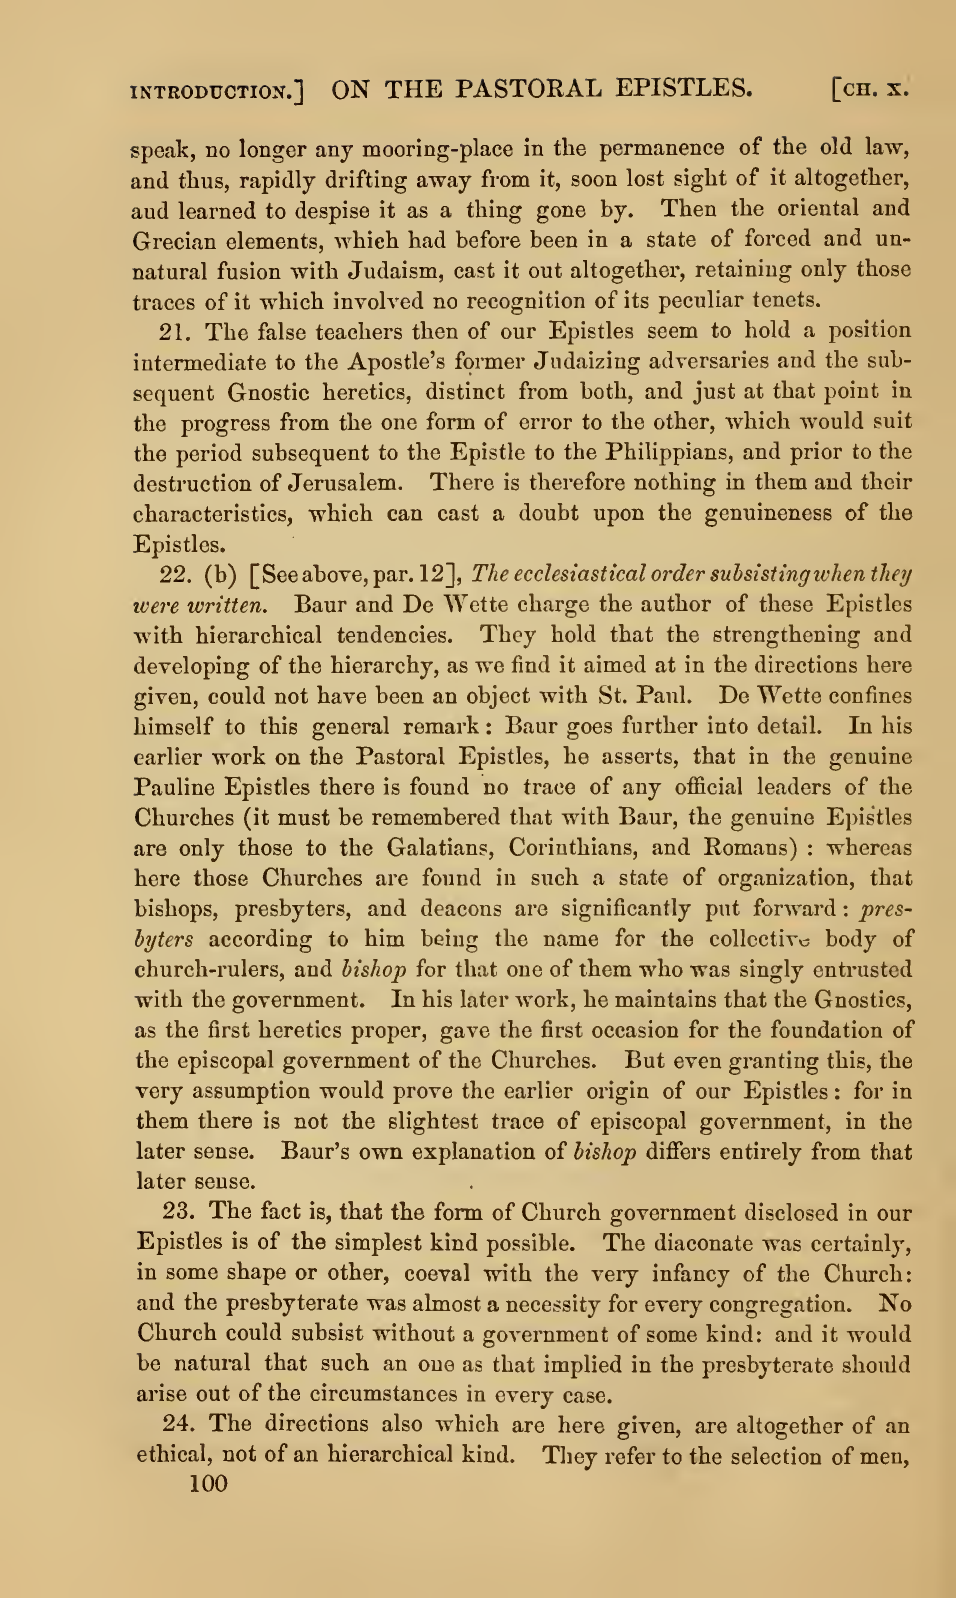 INTRODUCTION.] ON THE PASTORAL EPISTLES. [CH. X.
speak, no longer any mooring-place in the permanence of the old law,
and thus, rapidly drifting away from it, soon lost sight of it altogether,
and learned to despise it as a thing gone by. Then the oriental and
Grecian elements, which had before been in a state of forced and un-
natural fusion with Judaism, cast it out altogether, retaining only those
traces of it which involved no recognition of its peculiar tenets.
21. The false teachers then of our Epistles seem to hold a position
intermediate to the Apostle's former Judaizing adversaries and the sub-
sequent Gnostic heretics, distinct from both, and just at that point in
the progress from the one form of error to the other, which would suit
the period subsequent to the Epistle to the Philippians, and prior to the
destruction of Jerusalem. There is therefore nothing in them and their
characteristics, which can cast a doubt upon the genuineness of the
Epistles.
22. (b) [See above, par. 12], The ecclesiastical order subsisting when they
were written. Baur and De Wette charge the author of these Epistles
with hierarchical tendencies. They hold that the strengthening and
developing of the hierarchy, as we find it aimed at in the directions here
given, could not have been an object with St. Paul. De Wette confines
himself to this general remark: Baur goes further into detail. In his
earlier work on the Pastoral Epistles, he asserts, that in the genuine
Pauline Epistles there is found no trace of any official leaders of the
Churches (it must be remembered that with Baur, the genuine Epistles
are only those to the Galatians, Corinthians, and Romans) : whereas
here those Churches are found in such a state of organization, that
bishops, presbyters, and deacons are significantly put forward: pres-
byters according to him being the name for the collective body of
church-rulers, and bishop for that one of them who was singly entrusted
with the government. In his later work, he maintains that the Gnostics,
as the first heretics proper, gave the first occasion for the foundation of
the episcopal government of the Churches. But even granting this, the
very assumption would prove the earlier origin of our Epistles: for in
them there is not the slightest trace of episcopal government, in the
later sense. Baur's own explanation of bishop differs entirely from that
later sense.
23. The fact is, that the form of Church government disclosed in our
Epistles is of the simplest kind possible. The diaconate was certainly,
in some shape or other, coeval with the very infancy of the Church:
and the presbyterate was almost a necessity for every congregation. No
Church could subsist without a government of some kind: and it would
be natural that such an one as that implied in the presbyterate should
arise out of the circumstances in every case.
24. The directions also which are here given, are altogether of an
ethical, not of an hierarchical kind. They refer to the selection of men,
100